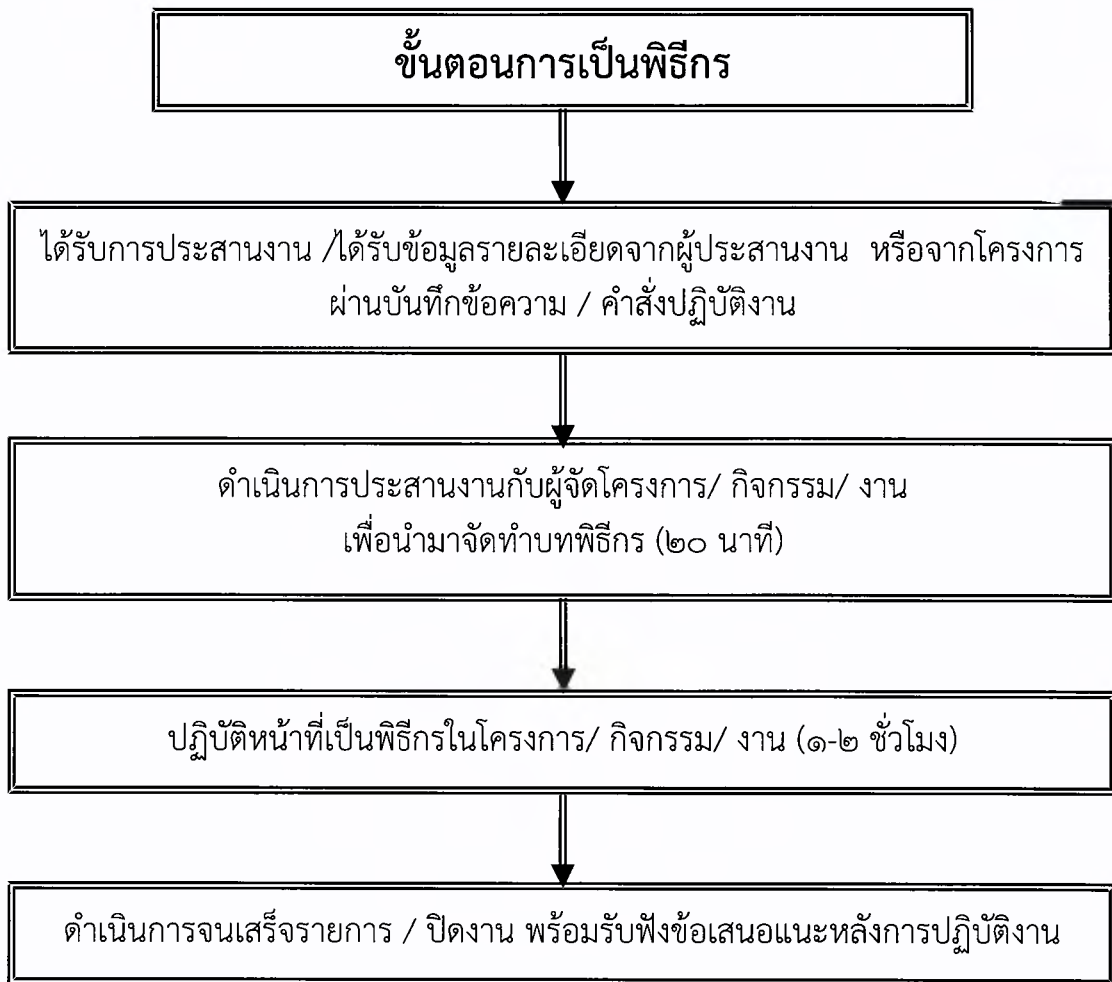 ขั้นตอนการเป็นพิธีกร
ได้รับการประสานงาน /ได้รับข้อมูลรายละเอียดจากผู้ประสานงาน หรือจากโครงการ
ผ่านบันทึกข้อความ / คำสั่งปฏิบัติงาน
ดำเนินการประสานงานกับผู้จัดโครงการ/ กิจกรรม/ งาน
เพื่อนำมาจัดทำบทพิธีกร (๒๐ นาที)
ปฏิบัติหน้าที่เป็นพิธีกรในโครงการ/ กิจกรรม/ งาน (๑-๒ ชั่วโมง)
ดำเนินการจนเสร็จรายการ / ปิดงาน พร้อมรับฟังข้อเสนอแนะหลังการปฏิบัติงาน